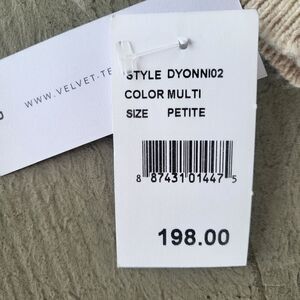 WWW.VELVET-TE
STYLE DYONNI02
COLOR MULTI
SIZE PETITE
8 87431 01447 5
198.00